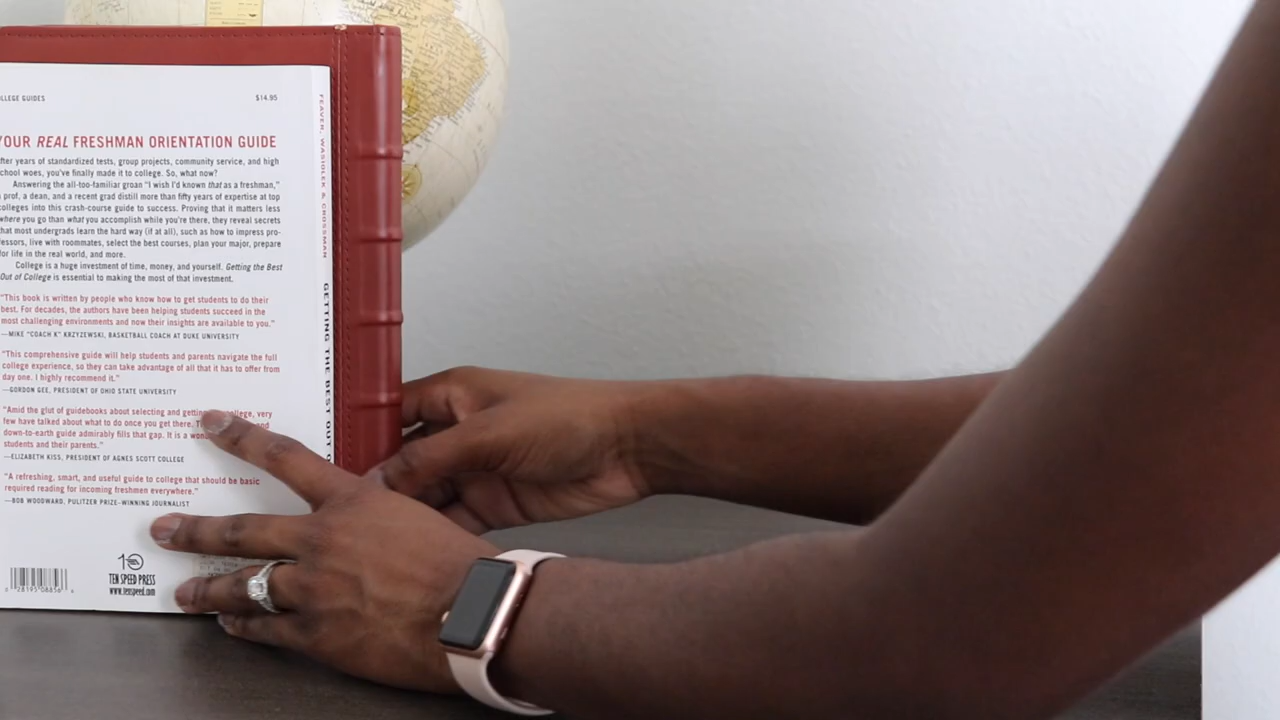 LLEGE GUIDES $14.95
YOUR REAL FRESHMAN ORIENTATION GUIDE
fter years of standardized tests, group projects, community service, and high
chool woes, you've finally made it to college. So, what now?
Answering the all-too-familiar groan "I wish I'd known that as a freshman,"
prof, a dean, and a recent grad distill more than fifty years of expertise at top
olleges into this crash-course guide to success. Proving that it matters less
where you go than what you accomplish while you're there, they reveal secrets
that most undergrads learn the hard way (if at all), such as how to impress pro-
fessors, live with roommates, select the best courses, plan your major, prepare
for life in the real world, and more.
College is a huge investment of time, money, and yourself. Getting the Best
Out of College is essential to making the most of that investment.
"This book is written by people who know how to get students to do their
best. For decades, the authors have been helping students succeed in the
most challenging environments and now their insights are available to you."
—MIKE "COACH K" KRZYZEWSKI, BASKETBALL COACH AT DUKE UNIVERSITY
"This comprehensive guide will help students and parents navigate the full
college experience, so they can take advantage of all that it has to offer from
day one. I highly recommend it."
—GORDON GEE, PRESIDENT OF OHIO STATE UNIVERSITY
"Amid the glut of guidebooks about selecting and getting college, very
few have talked about what to do once you get there. and
down-to-earth guide admirably fills that gap. It is a
students and their parents."
—ELIZABETH KISS, PRESIDENT OF AGNES SCOTT COLLEGE
"A refreshing, smart, and useful guide to college that should be basic
required reading for incoming freshmen everywhere."
—BOB WOODWARD, PULITZER PRIZE–WINNING JOURNALIST
TEN SPEED PRESS
www.tenspeed.com
FEAVER, WASIOLEK & CROSSMAN
GETTING THE BEST OUT O